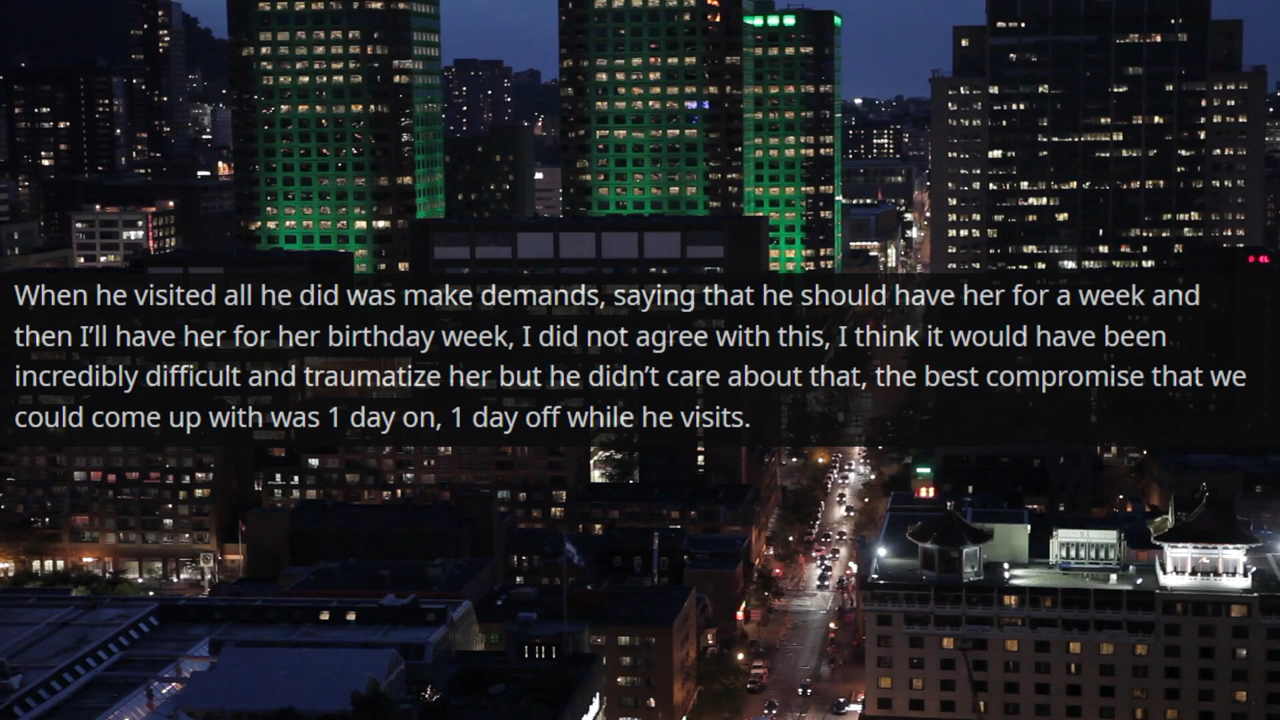 When he visited all he did was make demands, saying that he should have her for a week and
then I’ll have her for her birthday week, I did not agree with this, I think it would have been
incredibly difficult and traumatize her but he didn’t care about that, the best compromise that we
could come up with was 1 day on, 1 day off while he visits.